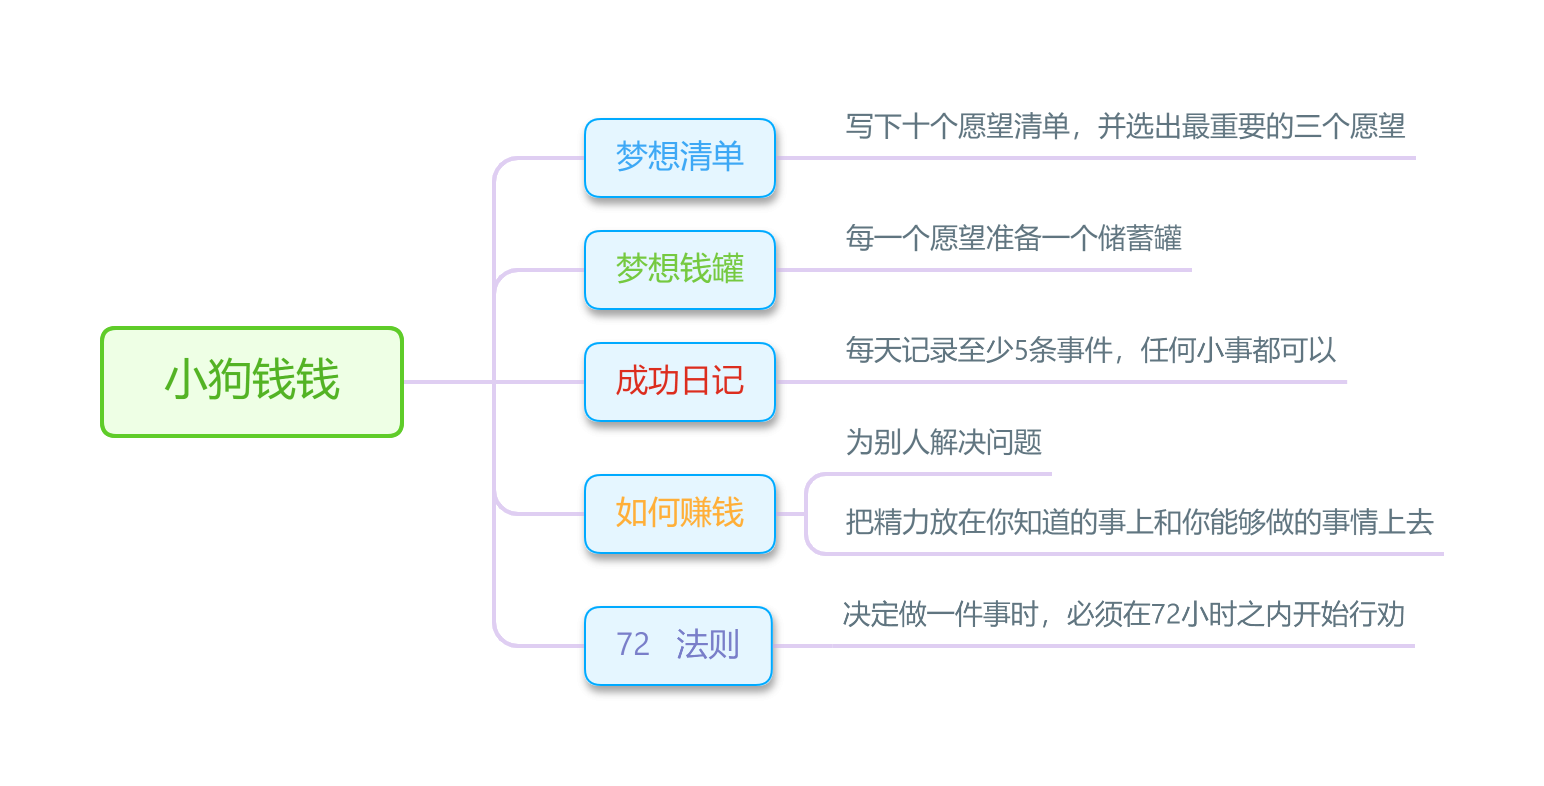 小狗钱钱
梦想清单
写下十个愿望清单，并选出最重要的三个愿望
梦想钱罐
每一个愿望准备一个储蓄罐
成功日记
每天记录至少5条事件，任何小事都可以
如何赚钱
为别人解决问题
把精力放在你知道的事上和你能够做的事情上去
72 法则
决定做一件事时，必须在72小时之内开始行劝